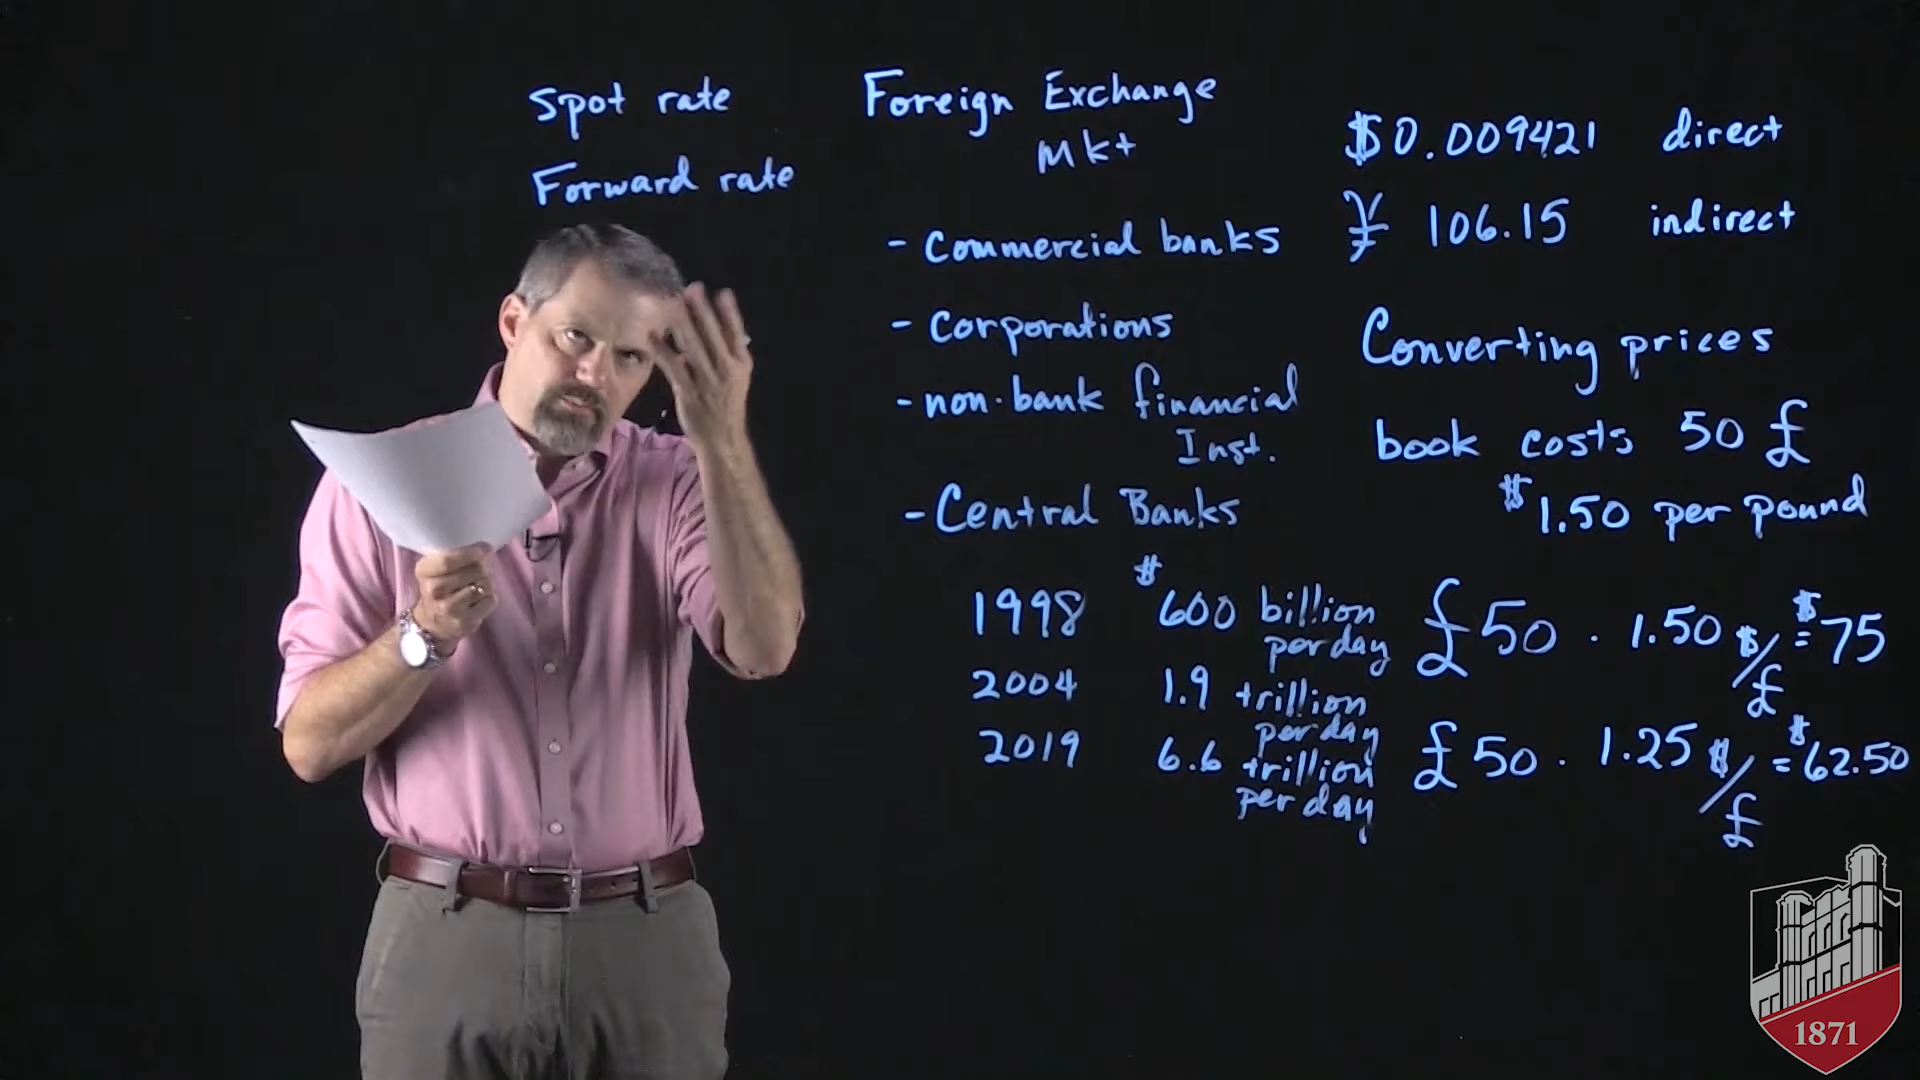 Spot rate
Forward rate
Foreign Exchange
Mkt
- Commercial banks
- Corporations
- non-bank financial
Inst.
- Central Banks
1998 $600 billion
per day
2004 1.9 trillion
per day
2019 6.6 trillion
per day
$0.009421 direct
¥ 106.15 indirect
Converting prices
book costs 50 £
$1.50 per pound
£50 · 1.50 $/£ = $75
£50 · 1.25 $/£ = $62.50
1871